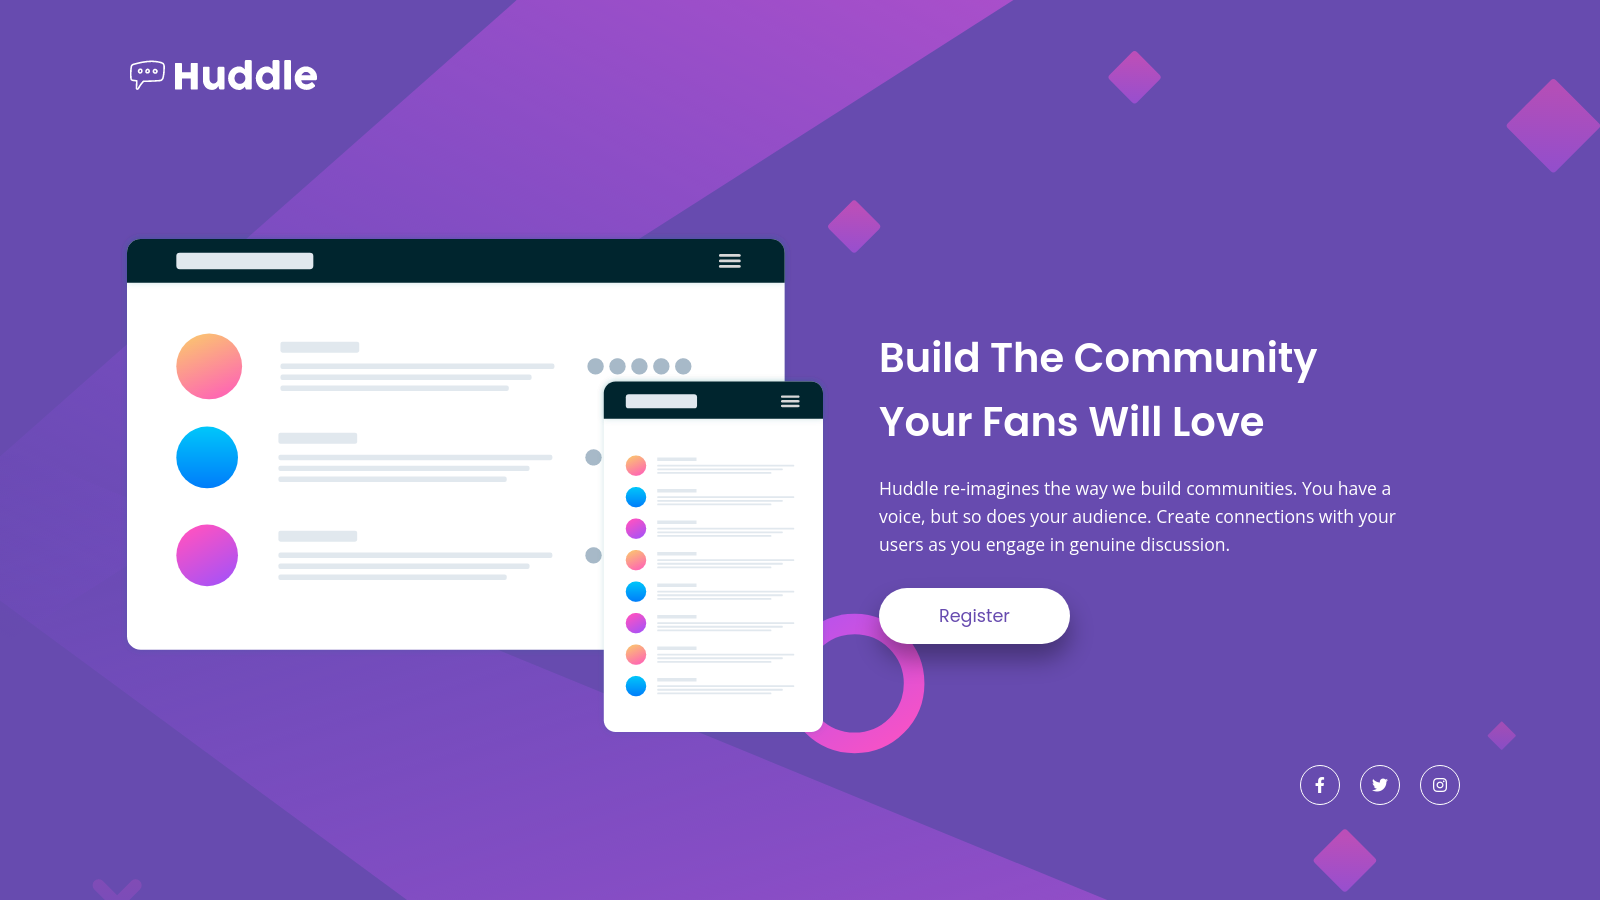 Huddle
Build The Community
Your Fans Will Love
Huddle re-imagines the way we build communities. You have a
voice, but so does your audience. Create connections with your
users as you engage in genuine discussion.
Register